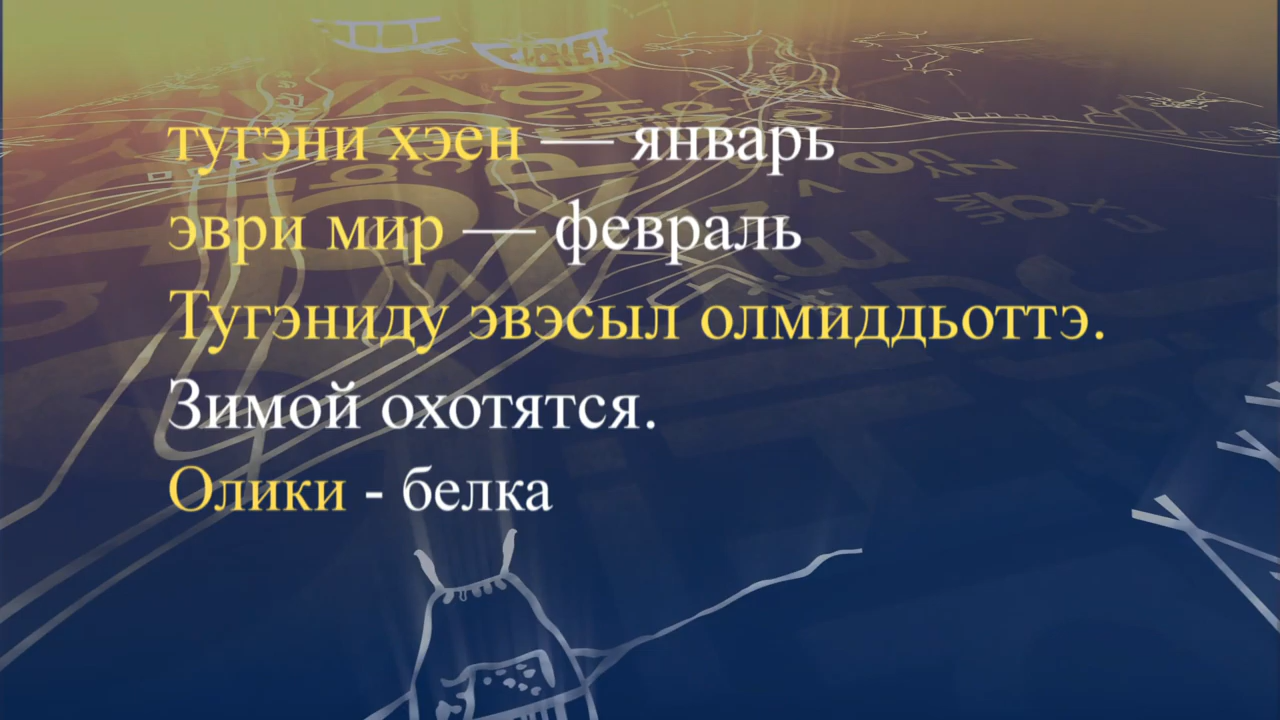 тугэни хэен — январь
эври мир — февраль
Тугэниду эвэсыл олмиддьоттэ.
Зимой охотятся.
Олики - белка